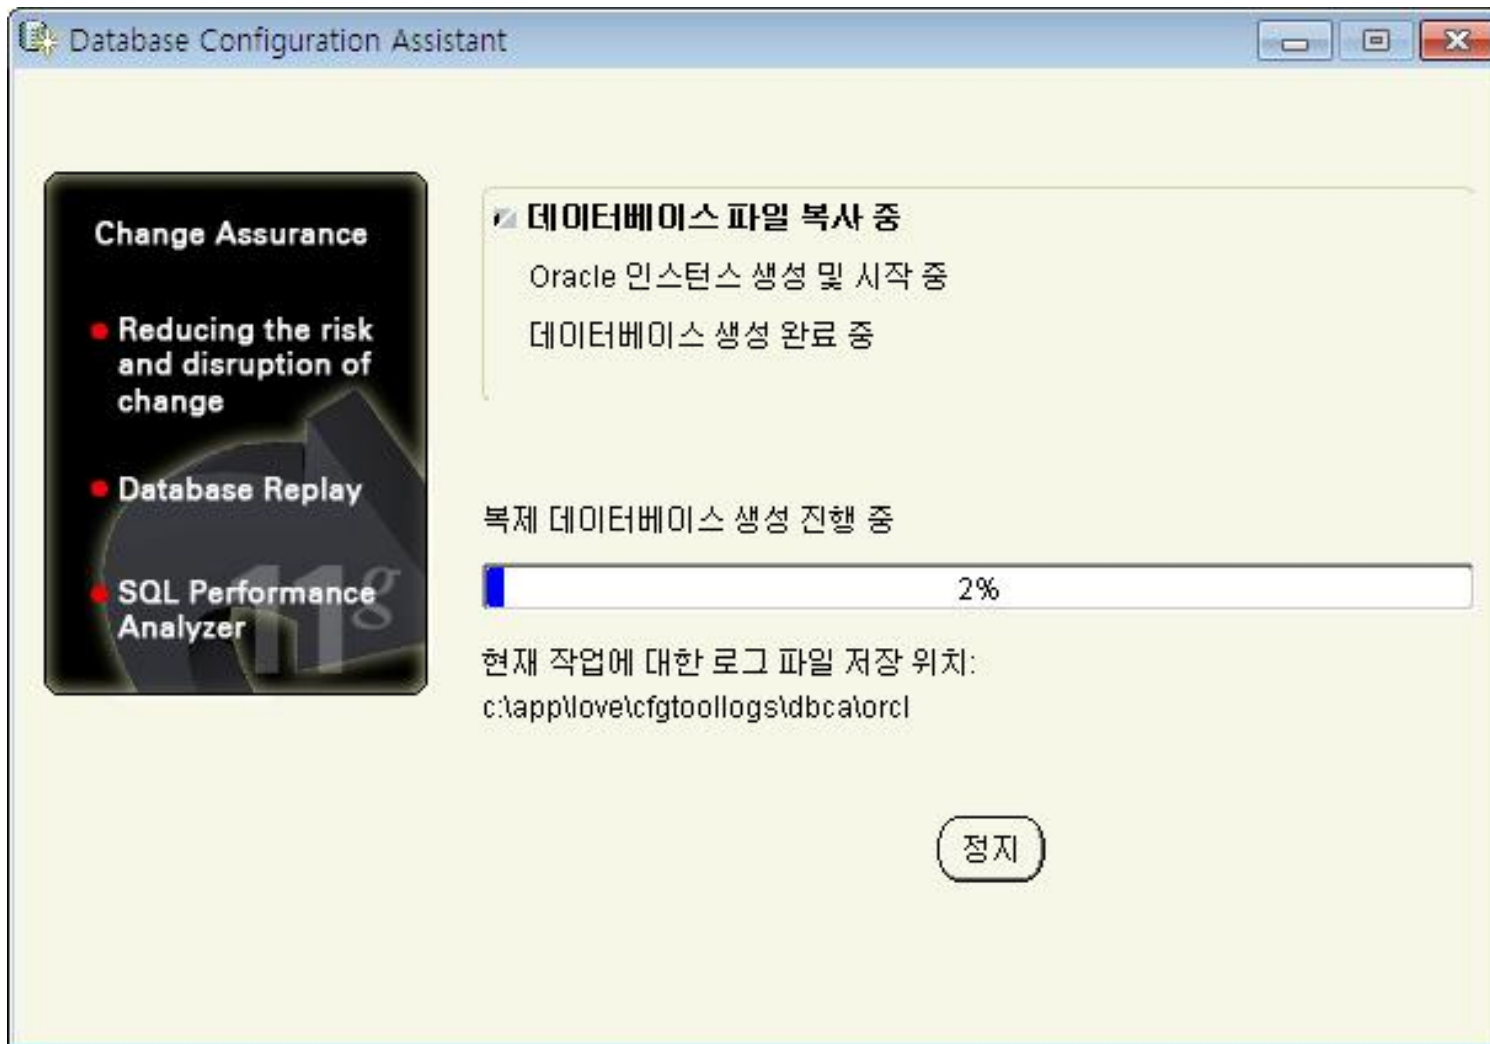 Database Configuration Assistant
Change Assurance
Reducing the risk
and disruption of
change
Database Replay
SQL Performance
Analyzer
11g
데이터베이스 파일 복사 중
Oracle 인스턴스 생성 및 시작 중
데이터베이스 생성 완료 중
복제 데이터베이스 생성 진행 중
2%
현재 작업에 대한 로그 파일 저장 위치:
c:\app\love\cfgtoollogs\dbca\orcl
정지